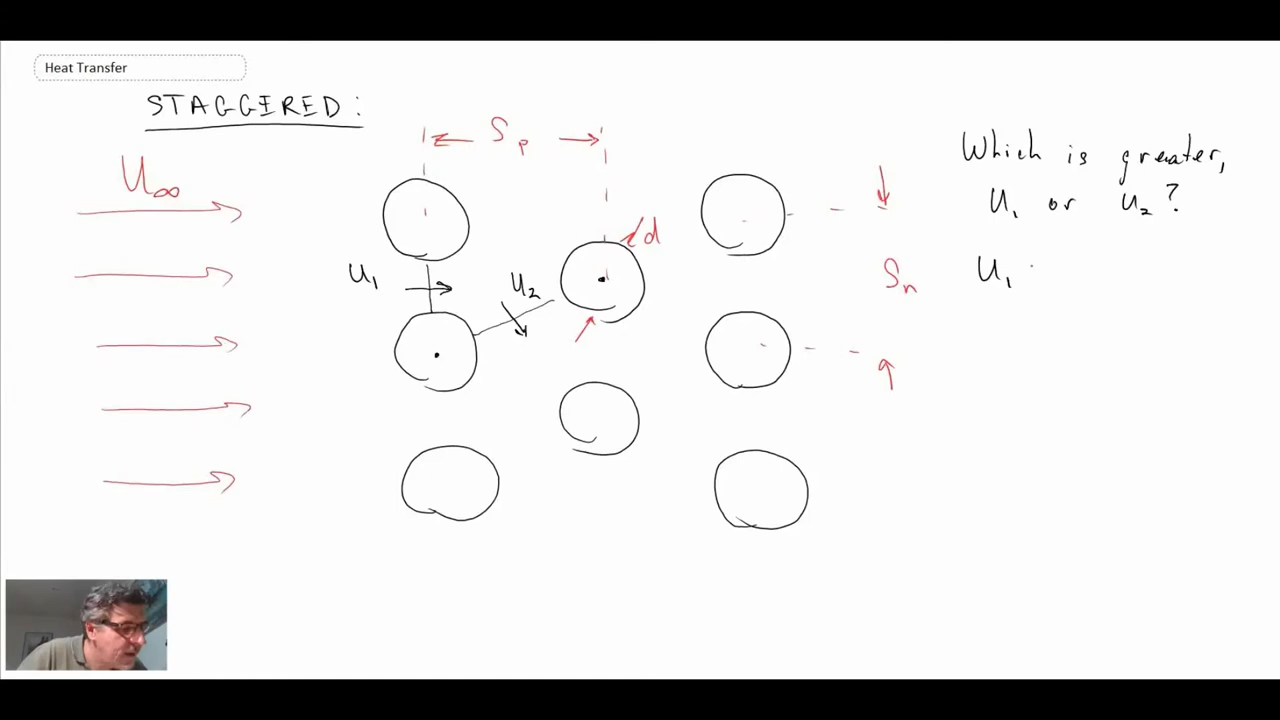 Heat Transfer
STAGGERED:
U∞
Sp
d
U1
U2
Sn
Which is greater,
U1 or U2?
U1